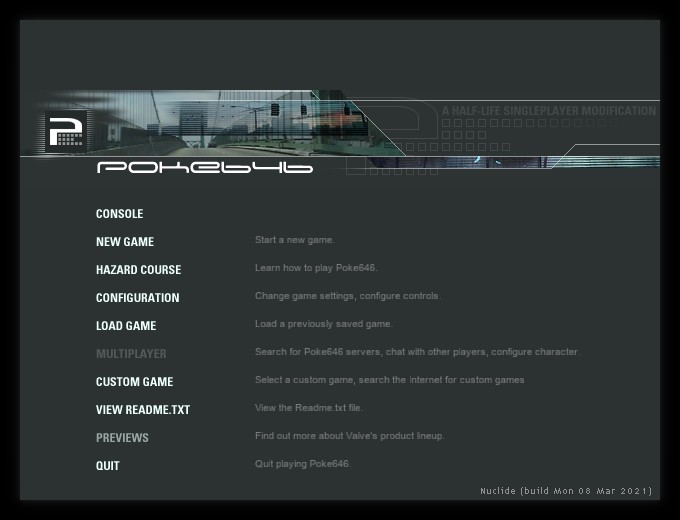 A HALF-LIFE SINGLEPLAYER MODIFICATION
P
POKE646
CONSOLE
NEW GAME Start a new game.
HAZARD COURSE Learn how to play Poke646.
CONFIGURATION Change game settings, configure controls.
LOAD GAME Load a previously saved game.
MULTIPLAYER Search for Poke646 servers, chat with other players, configure character.
CUSTOM GAME Select a custom game, search the Internet for custom games
VIEW README.TXT View the Readme.txt file.
PREVIEWS Find out more about Valve's product lineup.
QUIT Quit playing Poke646.
Nuclide (build Mon 08 Mar 2021)